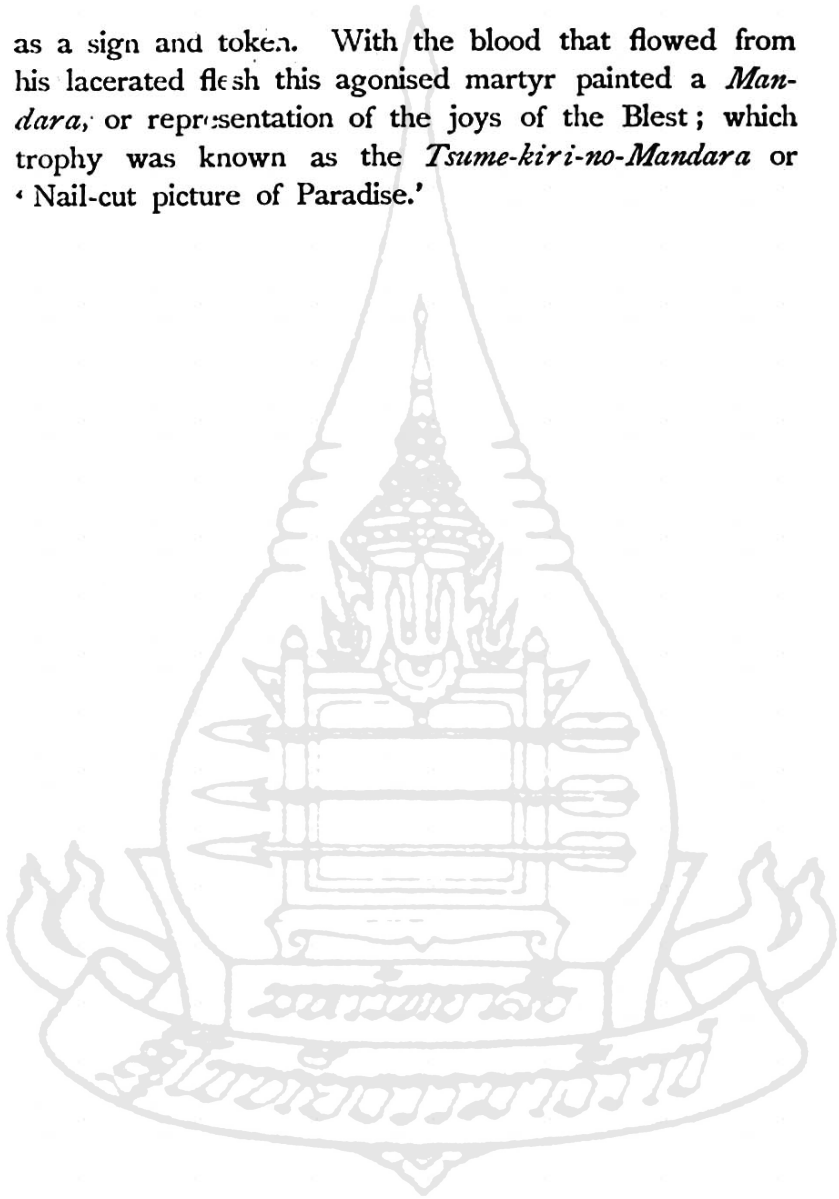 as a sign and token. With the blood that flowed from
his lacerated flesh this agonised martyr painted a Man-
dara, or representation of the joys of the Blest; which
trophy was known as the Tsume-kiri-no-Mandara or
‘Nail-cut picture of Paradise.’